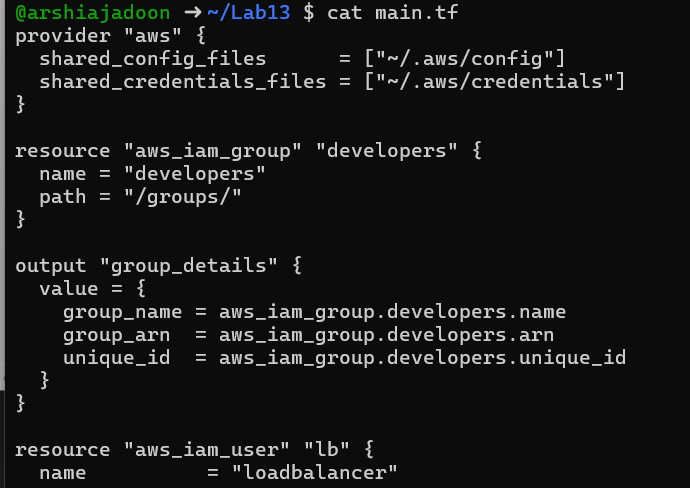 @arshiajadoon ➜ ~/Lab13 $ cat main.tf
provider "aws" {
  shared_config_files      = ["~/.aws/config"]
  shared_credentials_files = ["~/.aws/credentials"]
}

resource "aws_iam_group" "developers" {
  name = "developers"
  path = "/groups/"
}

output "group_details" {
  value = {
    group_name = aws_iam_group.developers.name
    group_arn  = aws_iam_group.developers.arn
    unique_id  = aws_iam_group.developers.unique_id
  }
}

resource "aws_iam_user" "lb" {
  name          = "loadbalancer"